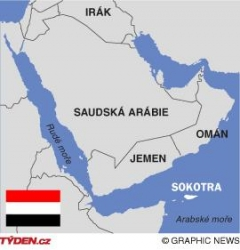 IRÁK
SAUDSKÁ ARÁBIE
Rudé moře
OMÁN
JEMEN
SOKOTRA
Arabské moře
TÝDEN.cz
© GRAPHIC NEWS